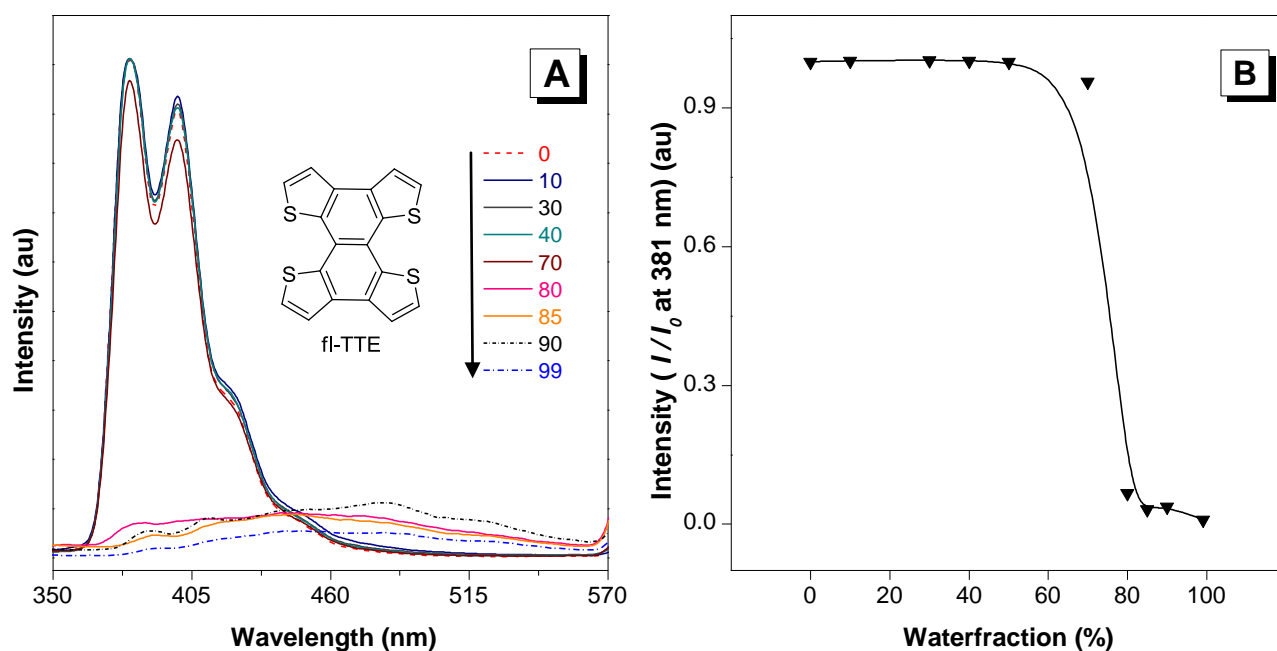 A
0
10
30
40
70
80
85
90
99
S
S
S
S
fl-TTE
Intensity (au)
350
405
460
515
570
Wavelength (nm)
B
0.9
0.6
0.3
0.0
Intensity ( I / I0 at 381 nm) (au)
0
20
40
60
80
100
Waterfraction (%)